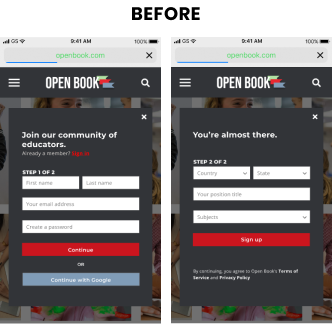 BEFORE
GS 9:41 AM 100%
openbook.com
OPEN BOOK
Join our community of
educators.
Already a member? Sign in
STEP 1 OF 2
First name Last name
Your email address
Create a password
Continue
OR
Continue with Google
GS 9:41 AM 100%
openbook.com
OPEN BOOK
You're almost there.
STEP 2 OF 2
Country State
Your position title
Subjects
Sign up
By continuing, you agree to Open Book's Terms of
Service and Privacy Policy